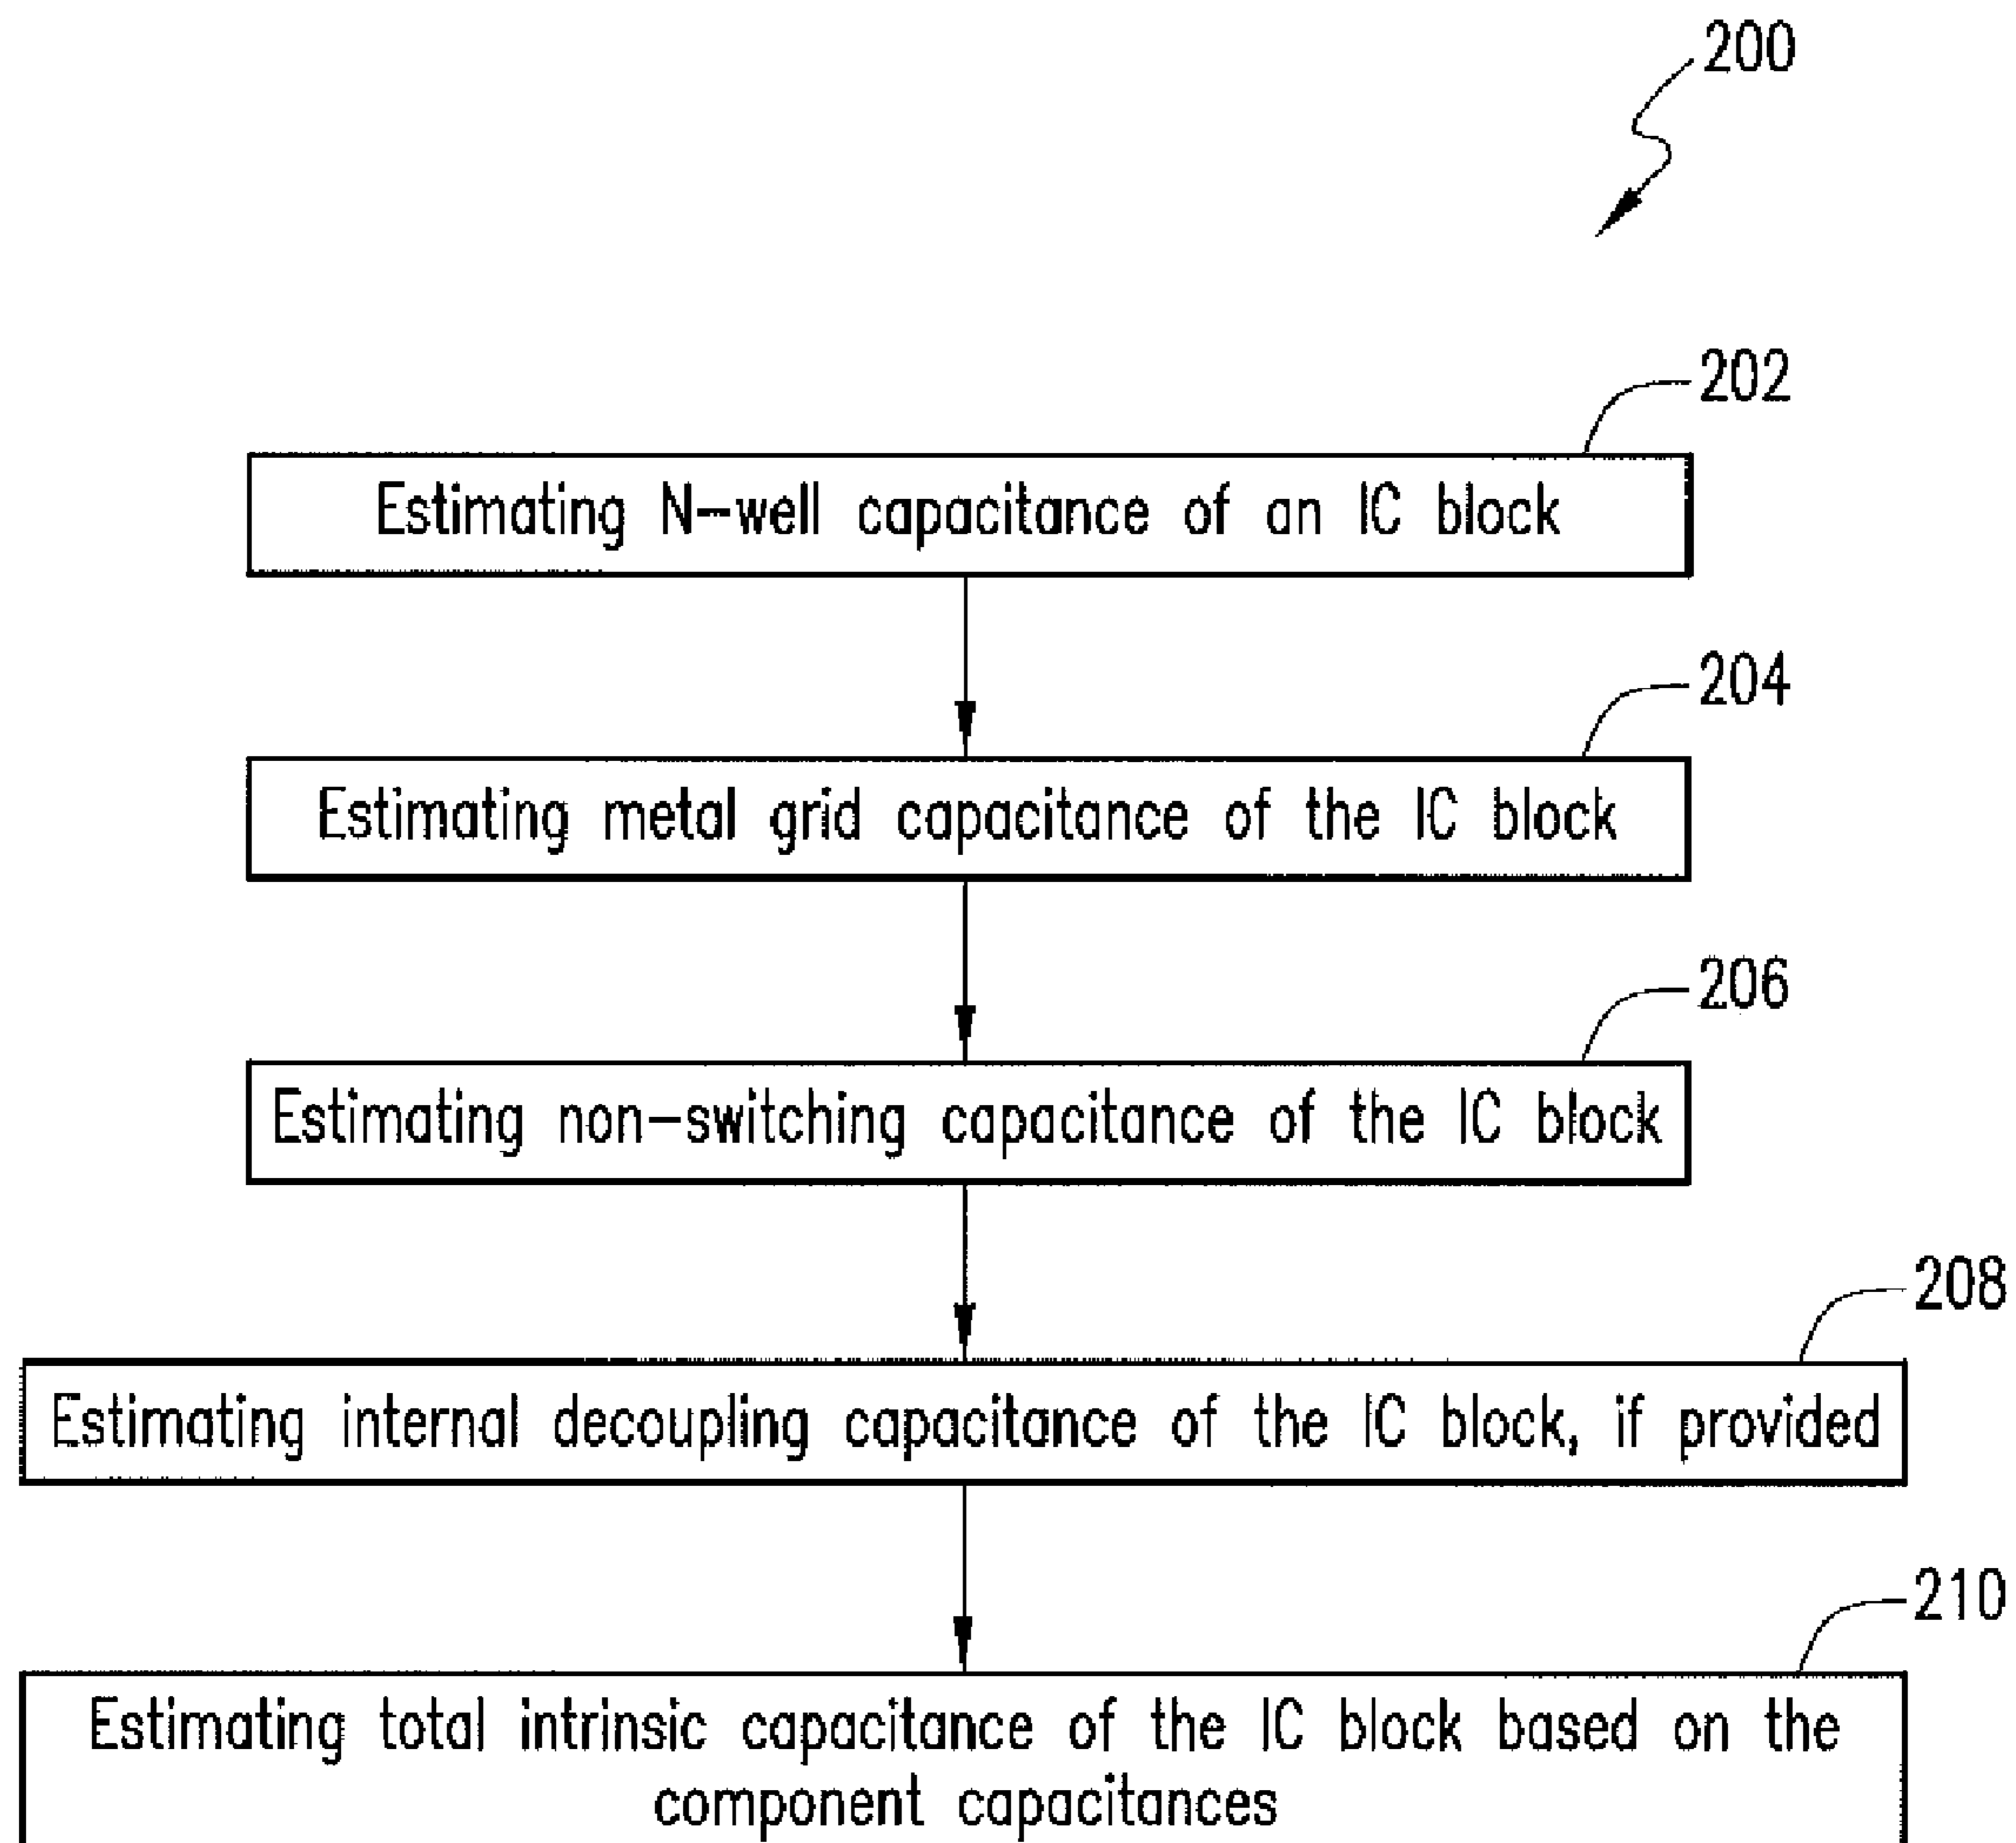 200
202
Estimating N-well capacitance of an IC block
204
Estimating metal grid capacitance of the IC block
206
Estimating non-switching capacitance of the IC block
208
Estimating internal decoupling capacitance of the IC block, if provided
210
Estimating total intrinsic capacitance of the IC block based on the
component capacitances